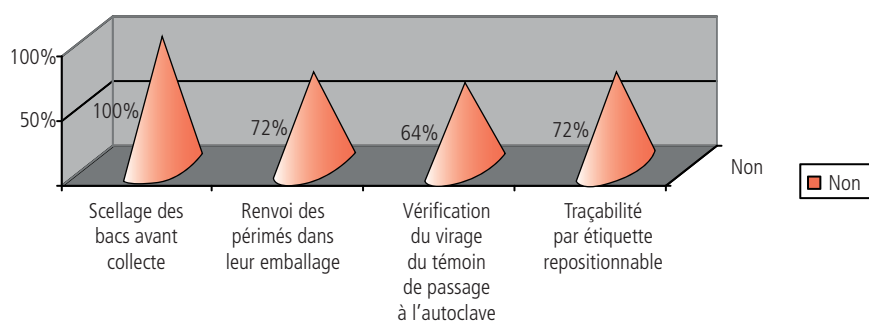 100%
50%
100%
72%
64%
72%
Non
Non
Scellage des
bacs avant
collecte
Renvoi des
périmés dans
leur emballage
Vérification
du virage
du témoin
de passage
à l'autoclave
Traçabilité
par étiquette
repositionnable